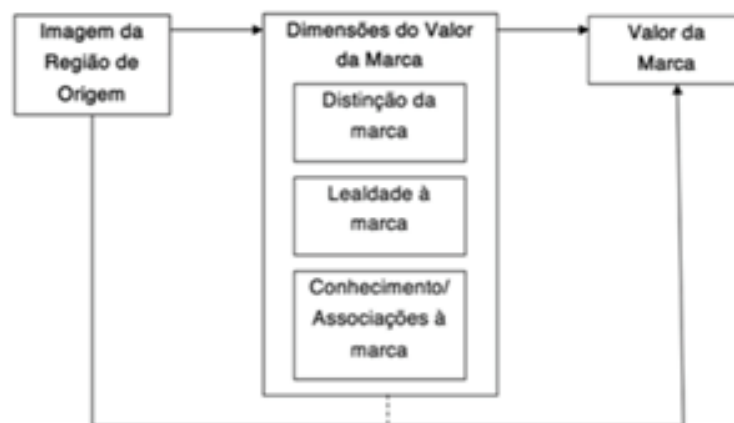 Imagem da
Região de
Origem
Dimensões do Valor
da Marca
Distinção da
marca
Lealdade à
marca
Conhecimento/
Associações à
marca
Valor da
Marca